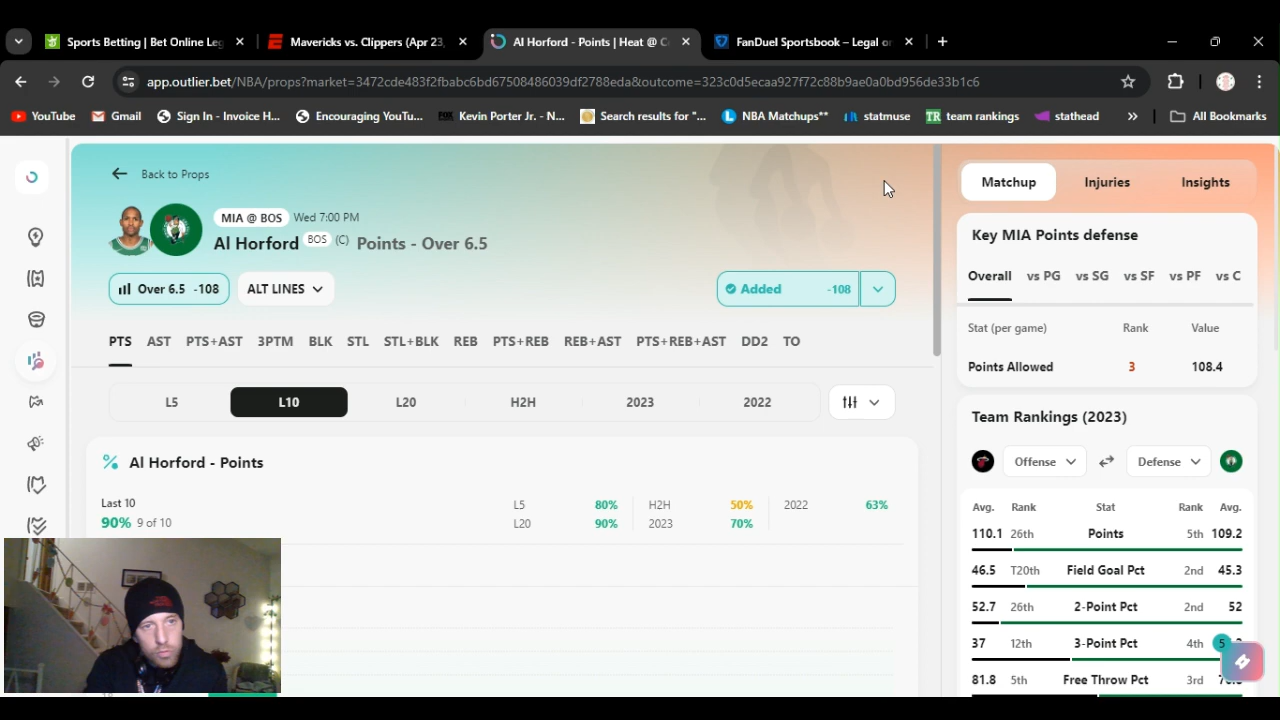 Sports Betting | Bet Online Leg
Mavericks vs. Clippers (Apr 23,
Al Horford - Points | Heat @ C
FanDuel Sportsbook – Legal or
app.outlier.bet/NBA/props?market=3472cde483f2fbabc6bd67508486039df2788eda&outcome=323c0d5ecaa927f72c88b9ae0a0bd956de33b1c6
YouTube Gmail Sign In - Invoice H... Encouraging YouTu... Kevin Porter Jr. - N... Search results for "... NBA Matchups** statmuse team rankings stathead » All Bookmarks
Back to Props
MIA @ BOS Wed 7:00 PM
Al Horford BOS (C) Points - Over 6.5
Over 6.5 -108 ALT LINES
Added -108
PTS AST PTS+AST 3PTM BLK STL STL+BLK REB PTS+REB REB+AST PTS+REB+AST DD2 TO
L5 L10 L20 H2H 2023 2022
Al Horford - Points
Last 10
90% 9 of 10
L5 80% H2H 50% 2022 63%
L20 90% 2023 70%
Matchup Injuries Insights
Key MIA Points defense
Overall vs PG vs SG vs SF vs PF vs C
Stat (per game) Rank Value
Points Allowed 3 108.4
Team Rankings (2023)
Offense Defense
Avg. Rank Stat Rank Avg.
110.1 26th Points 5th 109.2
46.5 T20th Field Goal Pct 2nd 45.3
52.7 26th 2-Point Pct 2nd 52
37 12th 3-Point Pct 4th
5
81.8 5th Free Throw Pct 3rd